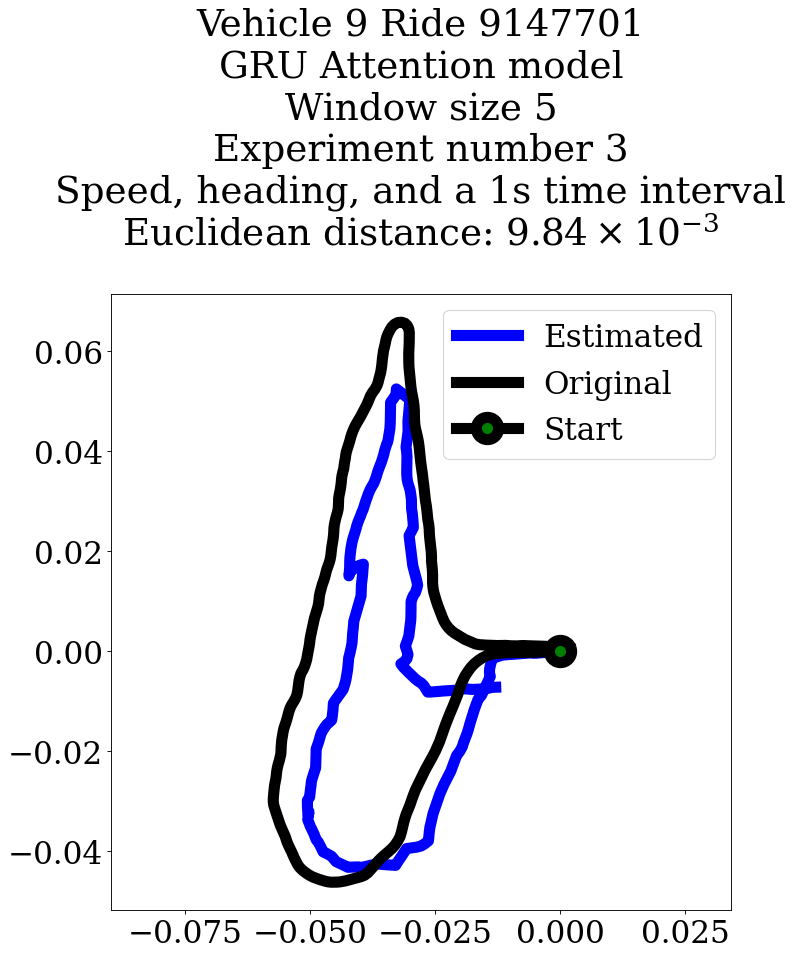 Vehicle 9 Ride 9147701
GRU Attention model
Window size 5
Experiment number 3
Speed, heading, and a 1s time interval
Euclidean distance: 9.84 × 10⁻³
Estimated
Original
Start
0.06
0.04
0.02
0.00
−0.02
−0.04
−0.075 −0.050 −0.025 0.000 0.025